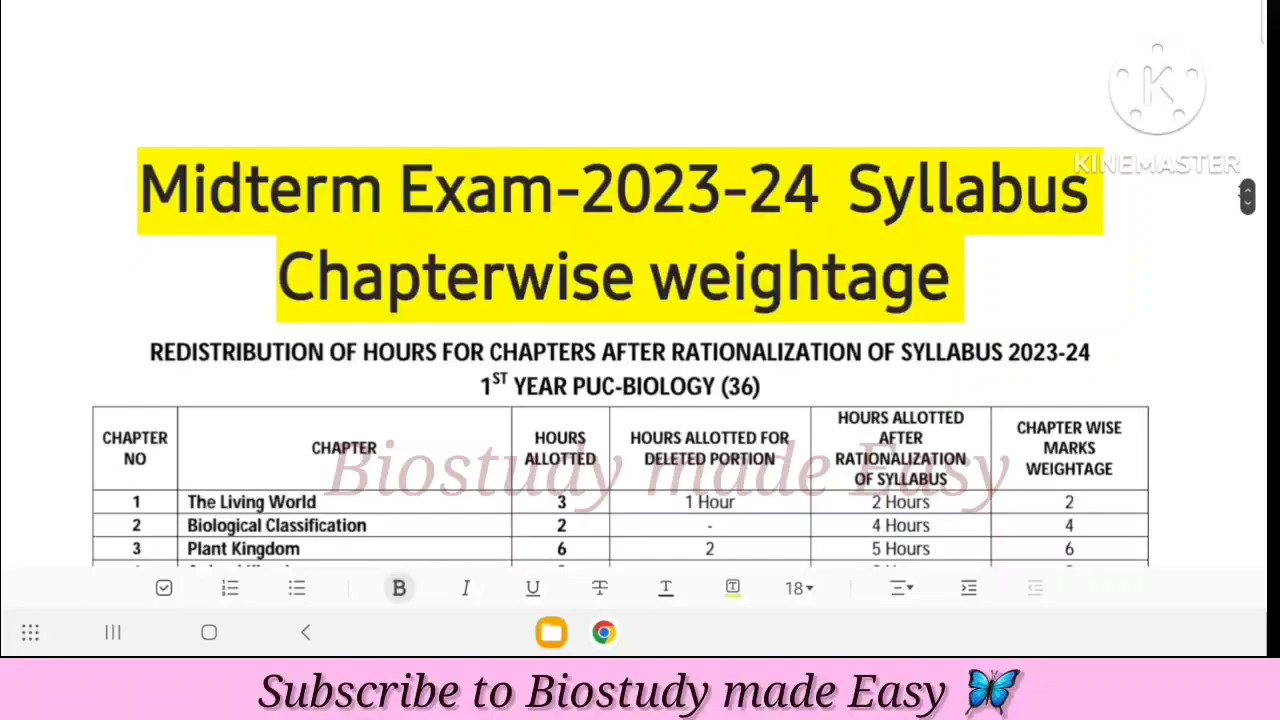 K
KINEMASTER
Midterm Exam-2023-24 Syllabus
Chapterwise weightage
REDISTRIBUTION OF HOURS FOR CHAPTERS AFTER RATIONALIZATION OF SYLLABUS 2023-24
1ST YEAR PUC-BIOLOGY (36)
CHAPTER NO CHAPTER HOURS ALLOTTED HOURS ALLOTTED FOR DELETED PORTION HOURS ALLOTTED AFTER RATIONALIZATION OF SYLLABUS CHAPTER WISE MARKS WEIGHTAGE
Biostudy made Easy
1 The Living World 3 1 Hour 2 Hours 2
2 Biological Classification 2 - 4 Hours 4
3 Plant Kingdom 6 2 5 Hours 6
B I U T T T 18
Subscribe to Biostudy made Easy 🦋